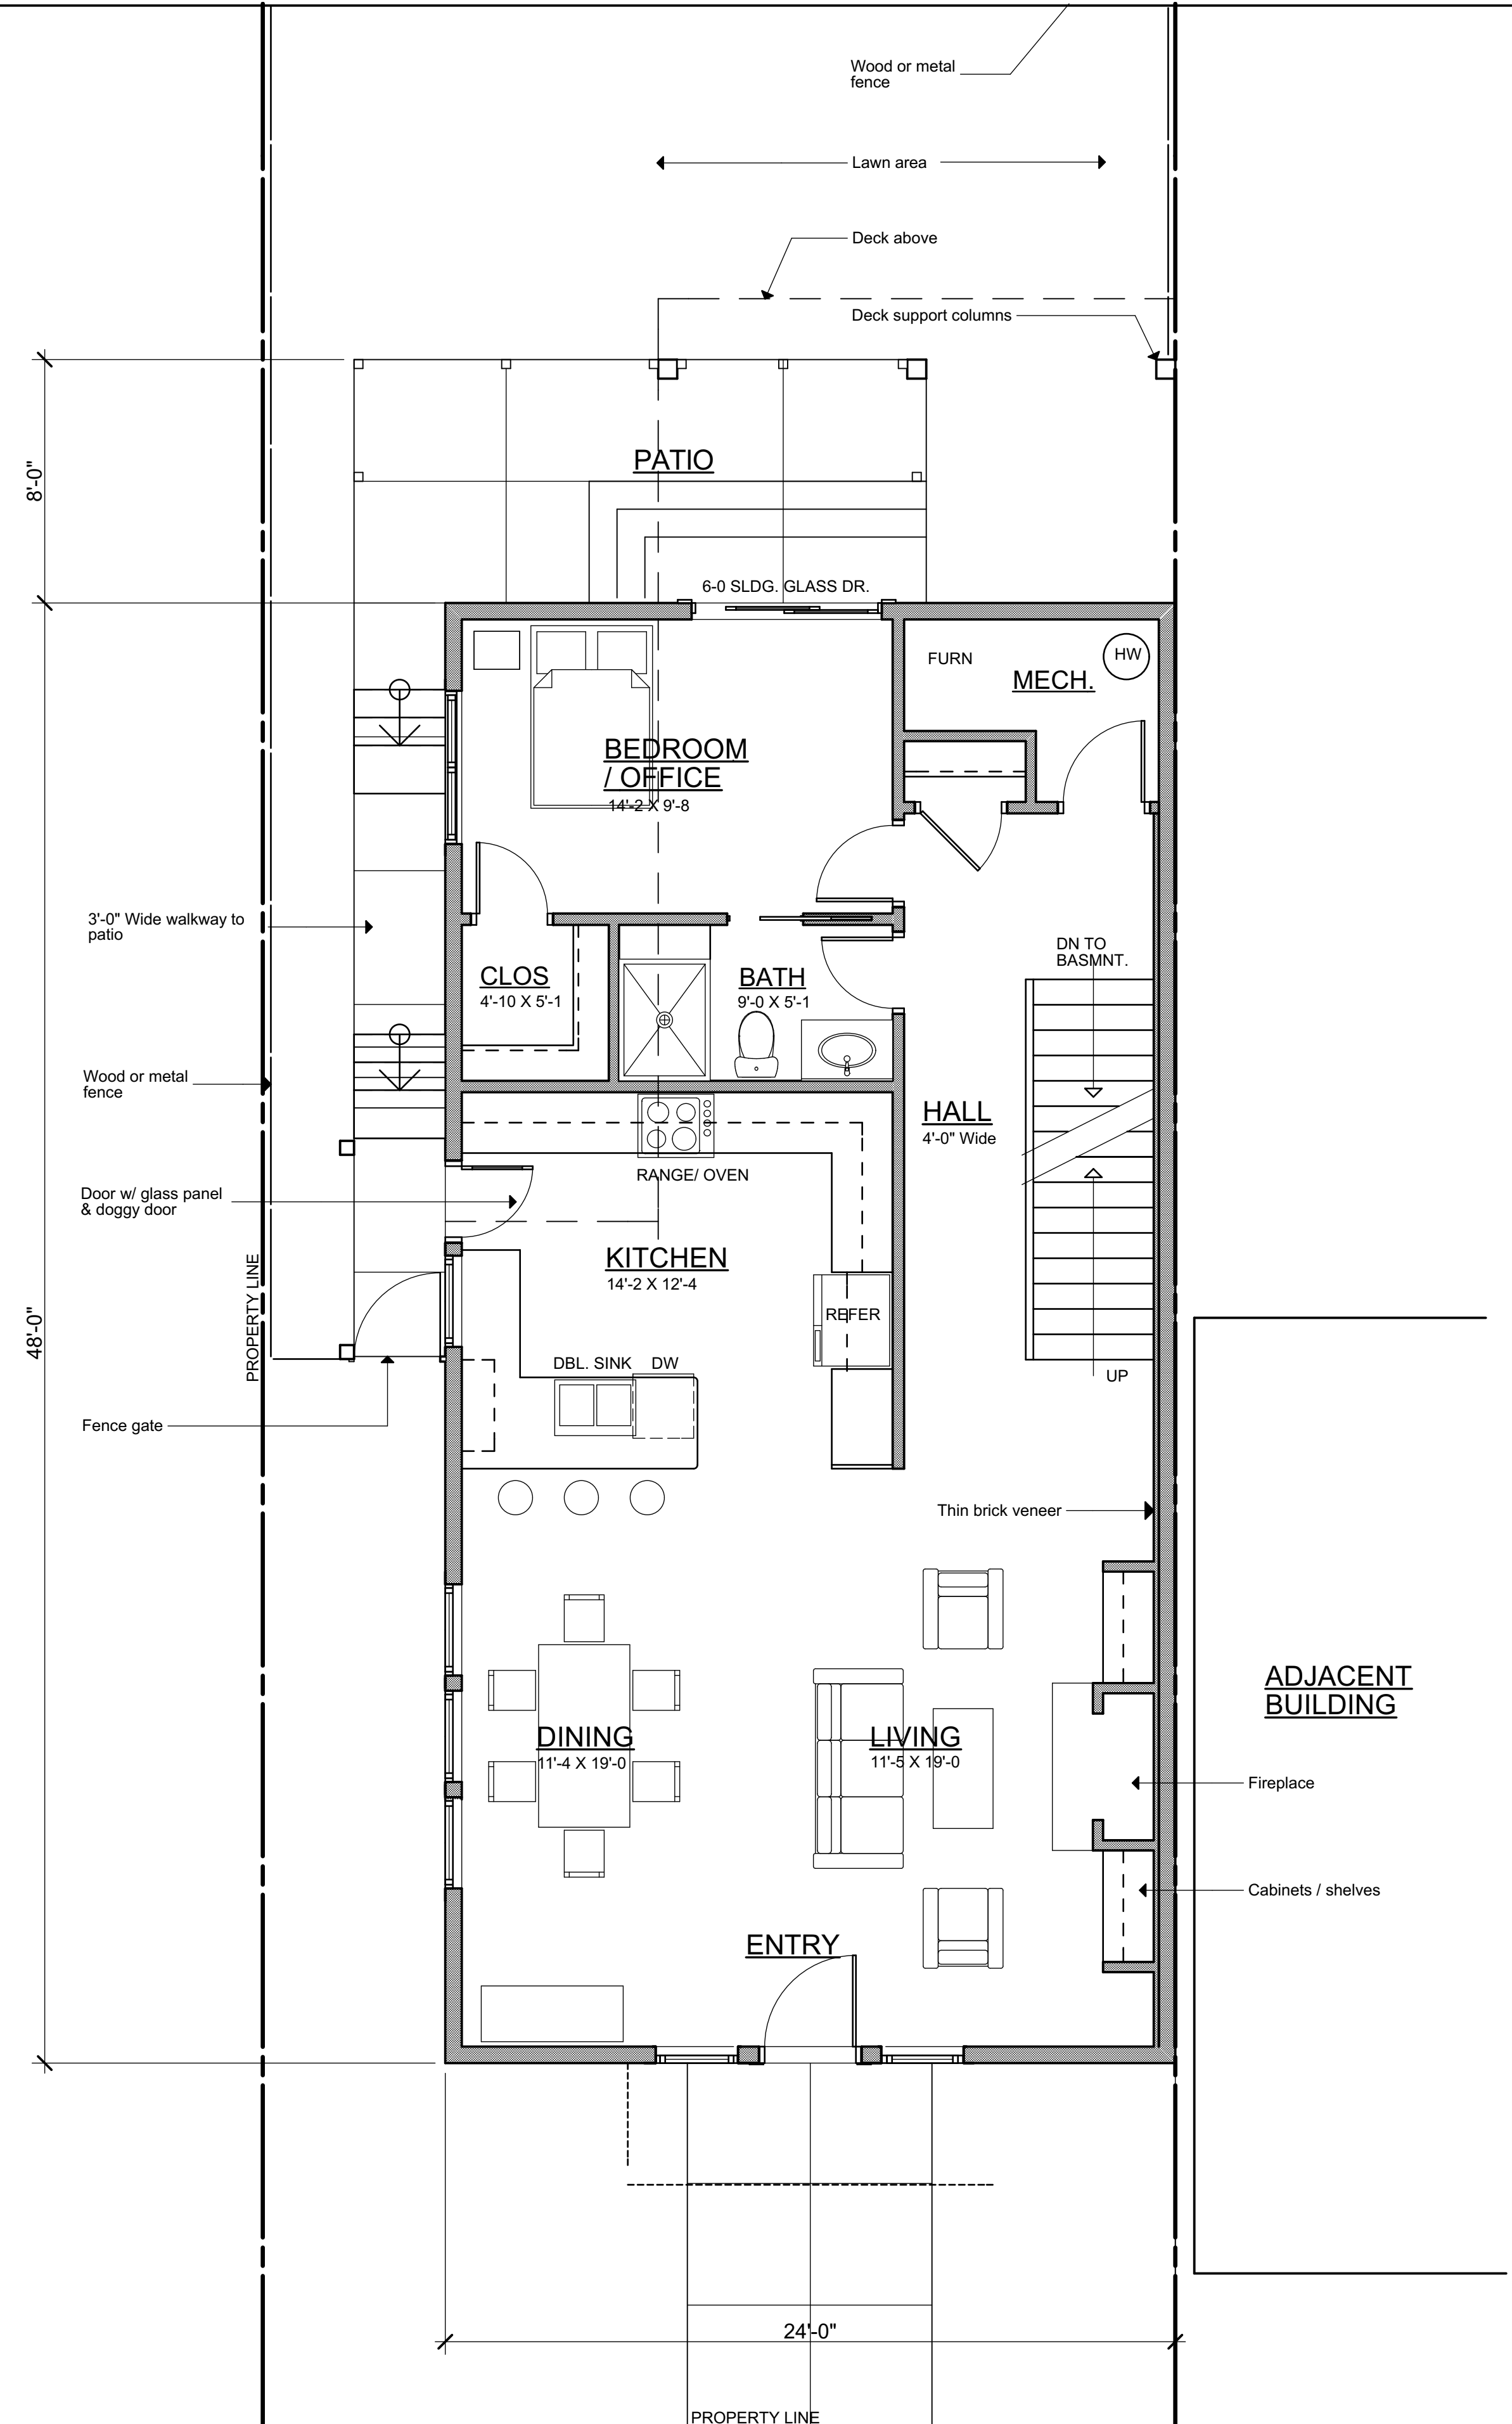 Wood or metal
fence
Lawn area
Deck above
Deck support columns
8'-0"
PATIO
6-0 SLDG. GLASS DR.
FURN
HW
MECH.
BEDROOM
/ OFFICE
14'-2 X 9'-8
3'-0" Wide walkway to
patio
DN TO
BASMNT.
CLOS
4'-10 X 5'-1
BATH
9'-0 X 5'-1
Wood or metal
fence
HALL
4'-0" Wide
RANGE/ OVEN
Door w/ glass panel
& doggy door
KITCHEN
14'-2 X 12'-4
PROPERTY LINE
48'-0"
REFER
DBL. SINK
DW
UP
Fence gate
Thin brick veneer
ADJACENT
BUILDING
DINING
11'-4 X 19'-0
LIVING
11'-5 X 19'-0
Fireplace
Cabinets / shelves
ENTRY
24'-0"
PROPERTY LINE